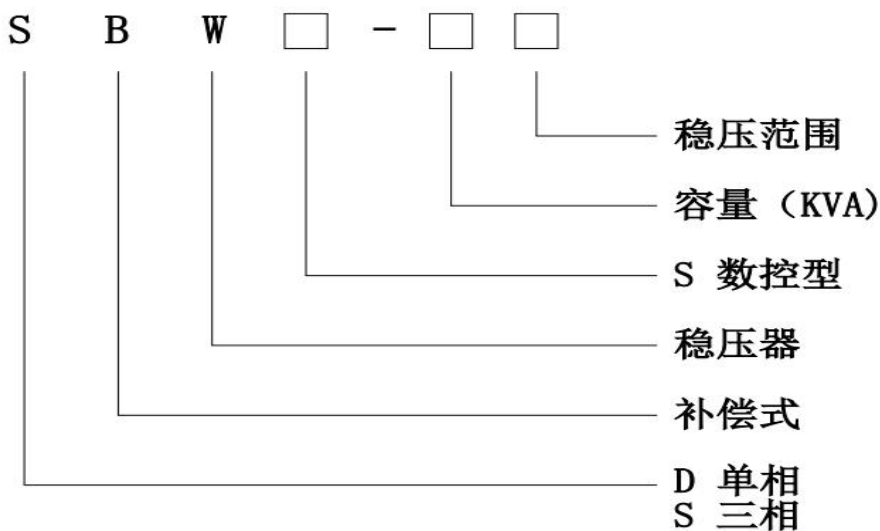 S B W □ - □ □
稳压范围
容量（KVA)
S 数控型
稳压器
补偿式
D 单相
S 三相